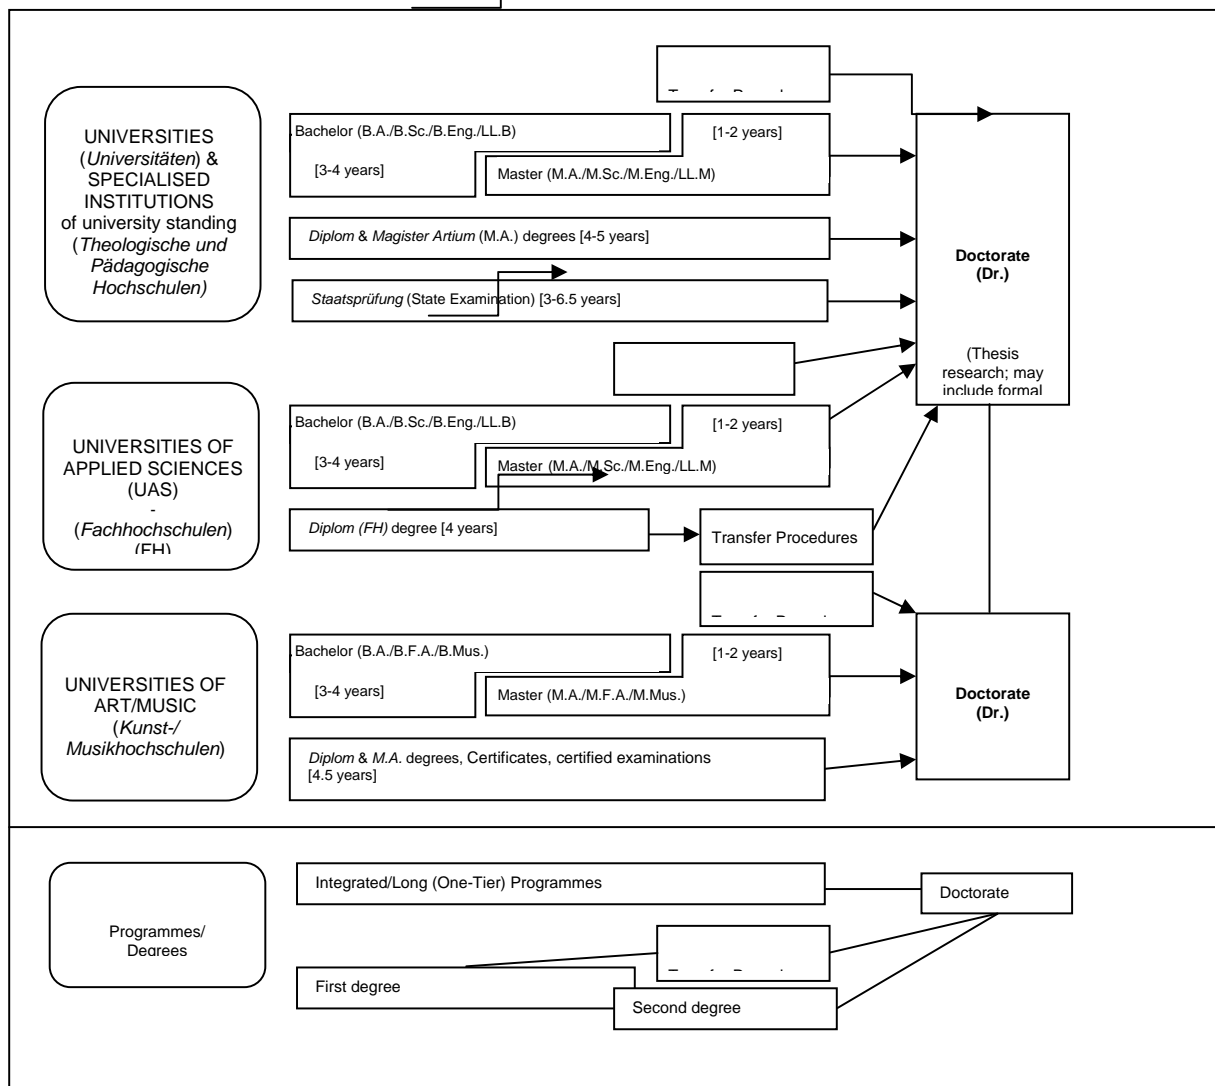 UNIVERSITIES
(Universitäten) &
SPECIALISED
INSTITUTIONS
of university standing
(Theologische und
Pädagogische
Hochschulen)
Bachelor (B.A./B.Sc./B.Eng./LL.B)
[3-4 years]
[1-2 years]
Master (M.A./M.Sc./M.Eng./LL.M)
Diplom & Magister Artium (M.A.) degrees [4-5 years]
Staatsprüfung (State Examination) [3-6.5 years]
Doctorate
(Dr.)
(Thesis
research; may
include formal
UNIVERSITIES OF
APPLIED SCIENCES
(UAS)
-
(Fachhochschulen)
(FH)
Bachelor (B.A./B.Sc./B.Eng./LL.B)
[3-4 years]
[1-2 years]
Master (M.A./M.Sc./M.Eng./LL.M)
Diplom (FH) degree [4 years]
Transfer Procedures
UNIVERSITIES OF
ART/MUSIC
(Kunst-/
Musikhochschulen)
Bachelor (B.A./B.F.A./B.Mus.)
[3-4 years]
[1-2 years]
Master (M.A./M.F.A./M.Mus.)
Diplom & M.A. degrees, Certificates, certified examinations
[4.5 years]
Doctorate
(Dr.)
Programmes/
Degrees
Integrated/Long (One-Tier) Programmes
Doctorate
First degree
Second degree